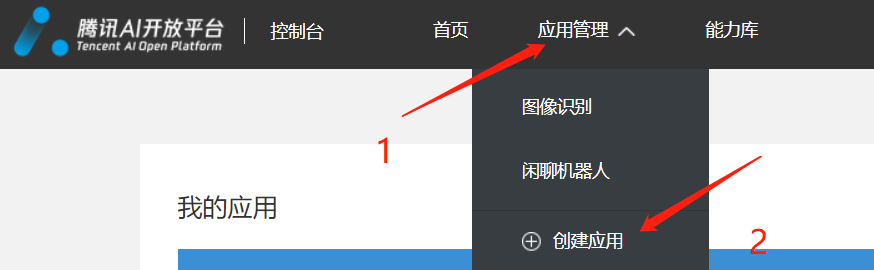 腾讯AI开放平台
Tencent AI Open Platform
控制台
首页
应用管理
能力库
图像识别
1
闲聊机器人
我的应用
创建应用
2